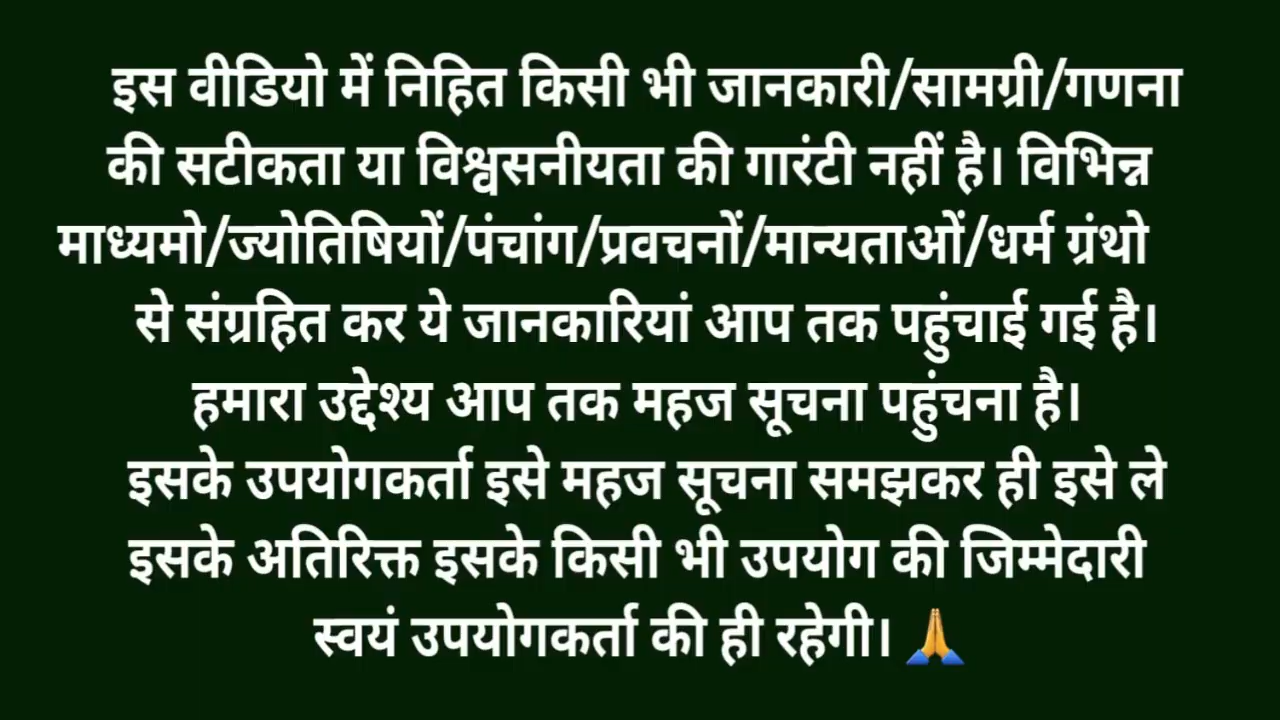 इस वीडियो में निहित किसी भी जानकारी/सामग्री/गणना
की सटीकता या विश्वसनीयता की गारंटी नहीं है। विभिन्न
माध्यमो/ज्योतिषियों/पंचांग/प्रवचनों/मान्यताओं/धर्म ग्रंथो
से संग्रहित कर ये जानकारियां आप तक पहुंचाई गई है।
हमारा उद्देश्य आप तक महज सूचना पहुंचना है।
इसके उपयोगकर्ता इसे महज सूचना समझकर ही इसे ले
इसके अतिरिक्त इसके किसी भी उपयोग की जिम्मेदारी
स्वयं उपयोगकर्ता की ही रहेगी। 🙏